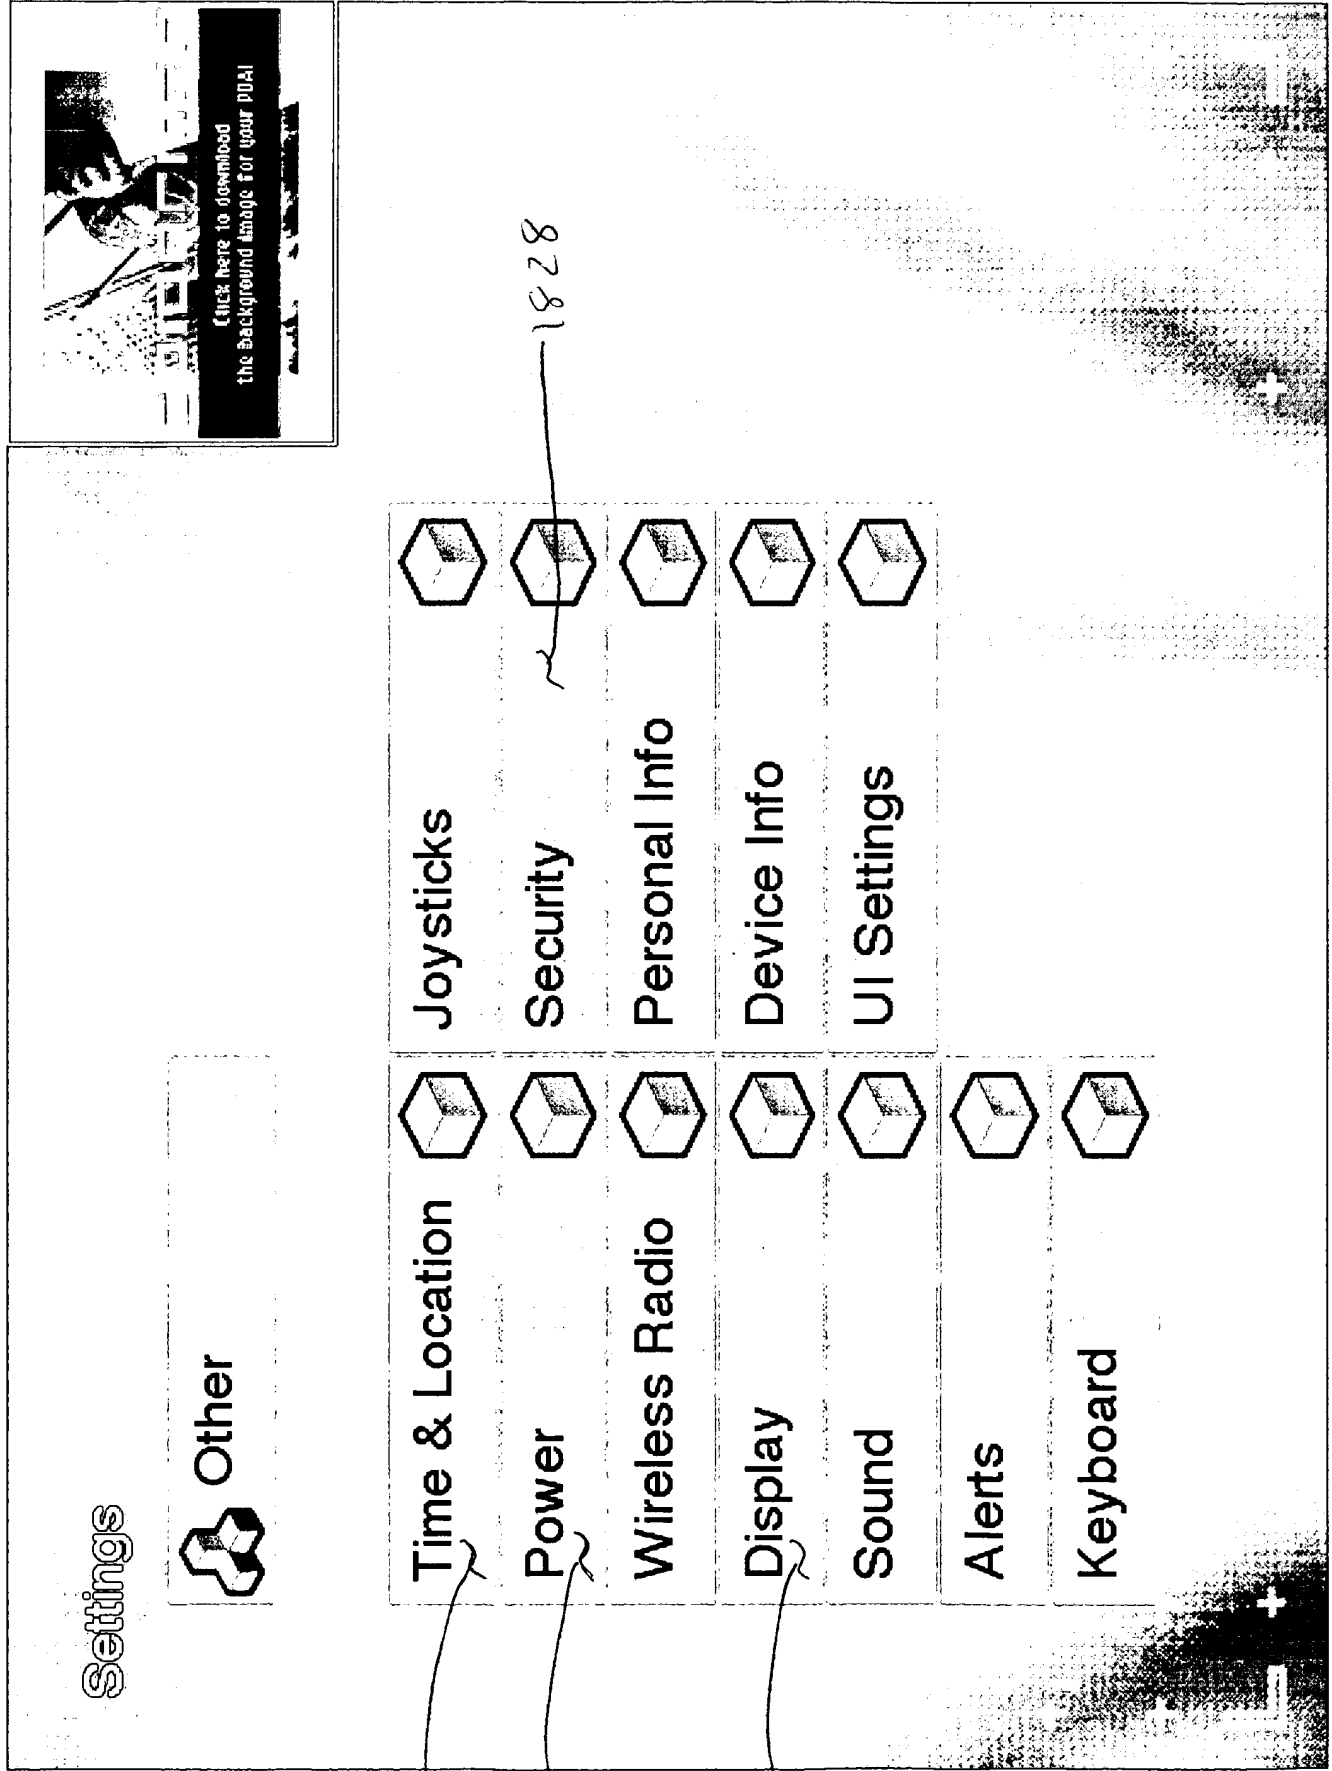 Settings
Click here to download
the background image for your PDA!
Other
Time & Location
Power
Wireless Radio
Display
Sound
Alerts
Keyboard
Joysticks
Security
Personal Info
Device Info
UI Settings
1828